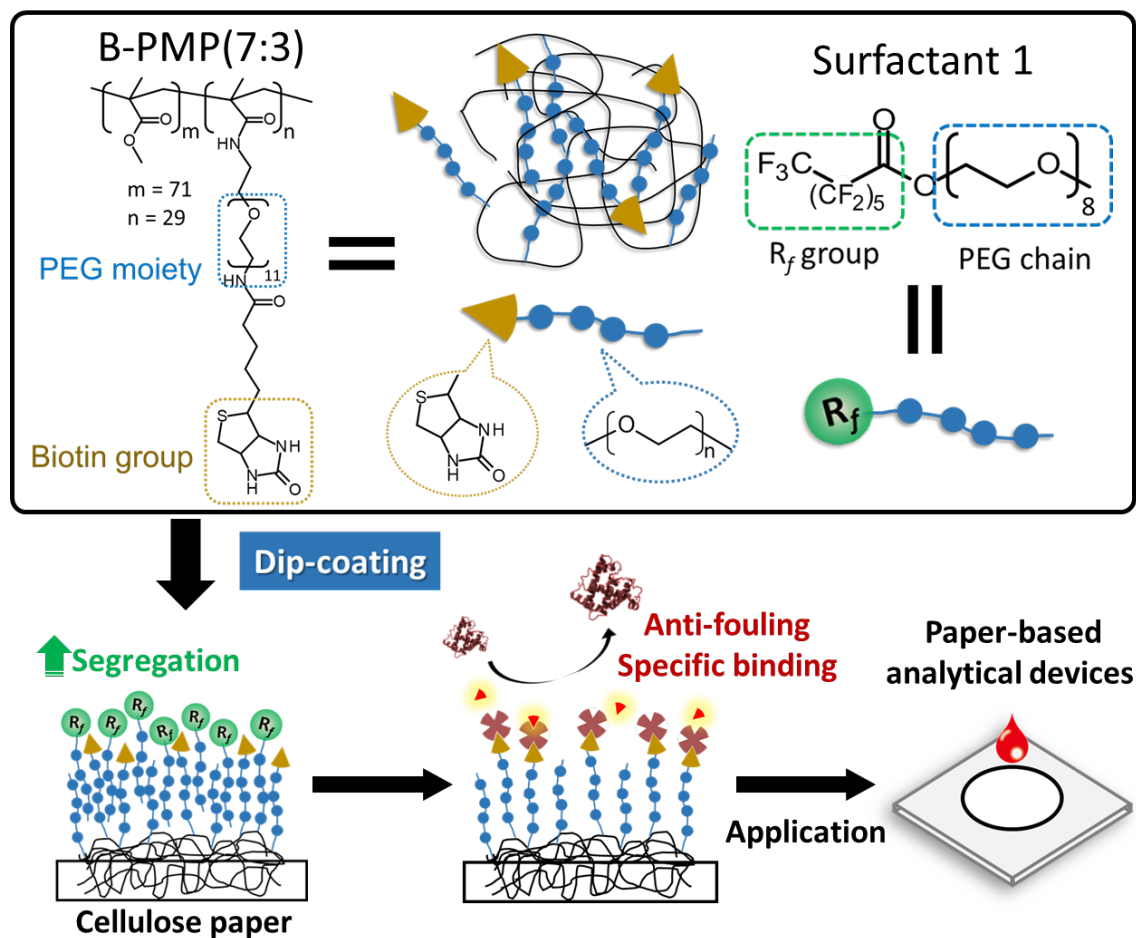 B-PMP(7:3)
Surfactant 1
m
n
O
O
O
HN
m = 71
n = 29
O
PEG moiety
11
HN
O
S
NH
N
H
O
Biotin group
S
NH
N
H
O
O
n
O
F₃C
(CF₂)₅
O
O
8
R𝑓 group
PEG chain
R𝑓
Dip-coating
Segregation
Anti-fouling
Specific binding
Paper-based
analytical devices
R𝑓
R𝑓
R𝑓
R𝑓
R𝑓
R𝑓
R𝑓
Application
Cellulose paper